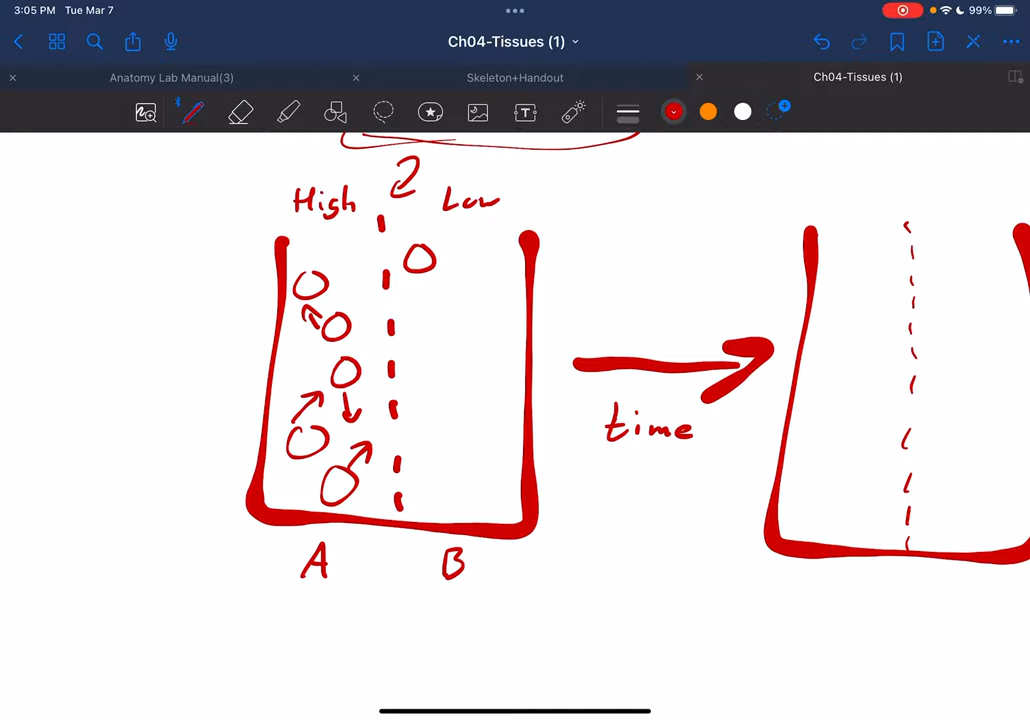 3:05 PM Tue Mar 7
99%
Ch04-Tissues (1)
Anatomy Lab Manual(3)
Skeleton+Handout
Ch04-Tissues (1)
T
High
Low
time
A
B